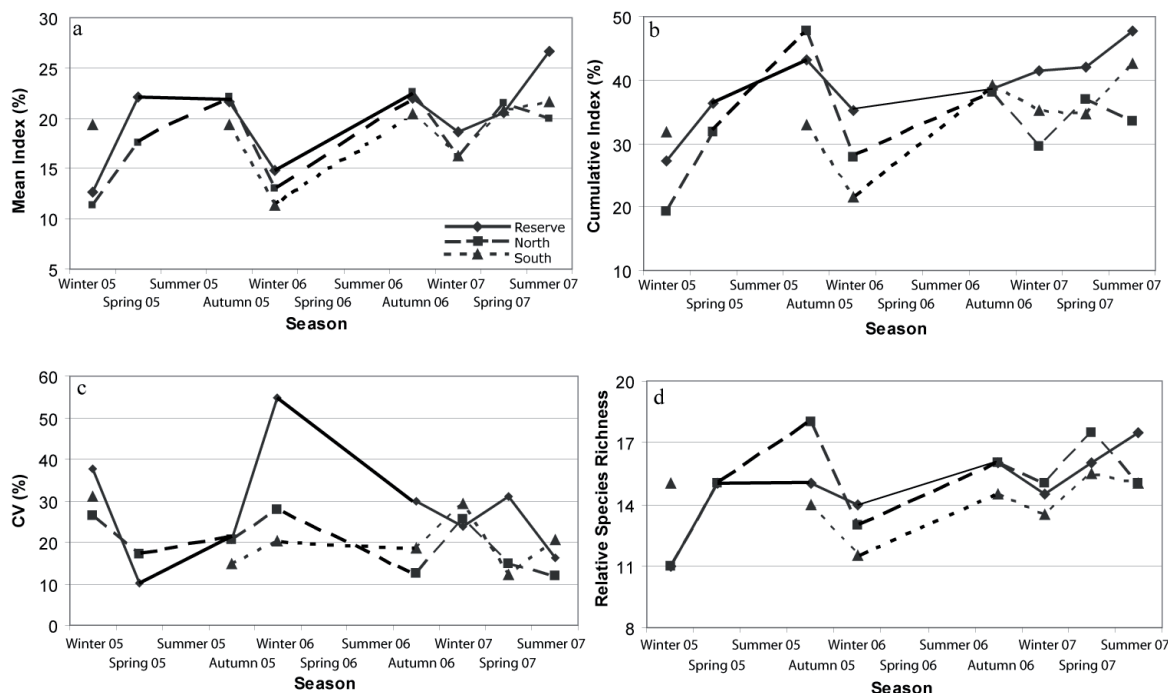 a
Mean Index (%)
30
25
20
15
10
5
Reserve
North
South
Winter 05
Summer 05
Winter 06
Summer 06
Winter 07
Summer 07
Spring 05
Autumn 05
Spring 06
Autumn 06
Spring 07
Season
b
Cumulative Index (%)
50
40
30
20
10
Winter 05
Summer 05
Winter 06
Summer 06
Winter 07
Summer 07
Spring 05
Autumn 05
Spring 06
Autumn 06
Spring 07
Season
c
CV (%)
60
50
40
30
20
10
0
Winter 05
Summer 05
Winter 06
Summer 06
Winter 07
Summer 07
Spring 05
Autumn 05
Spring 06
Autumn 06
Spring 07
Season
d
Relative Species Richness
20
17
14
11
8
Winter 05
Summer 05
Winter 06
Summer 06
Winter 07
Summer 07
Spring 05
Autumn 05
Spring 06
Autumn 06
Spring 07
Season